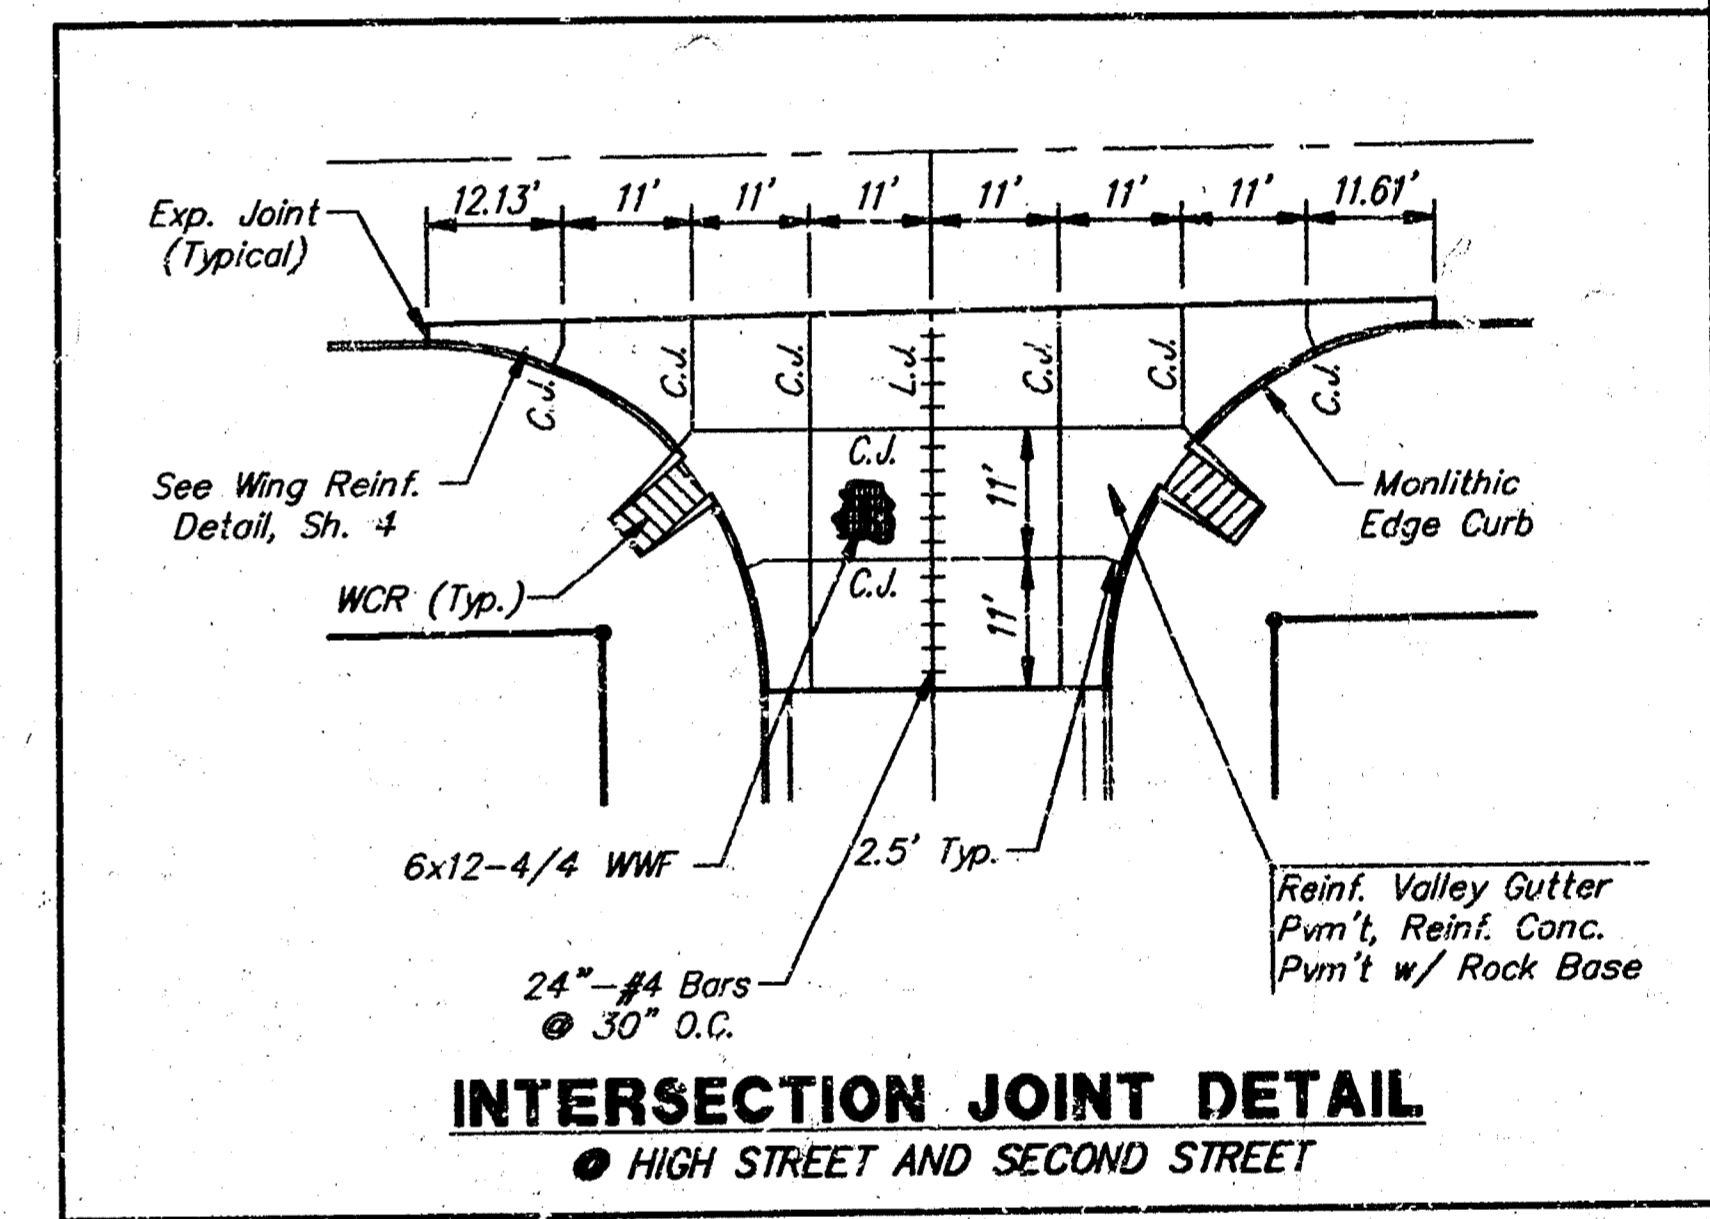 12.13' 11' 11' 11' 11' 11' 11' 11.61'
Exp. Joint
(Typical)
C.J.
C.J.
C.J.
L.J.
C.J.
C.J.
C.J.
See Wing Reinf.
Detail, Sh. 4
C.J.
11'
Monlithic
Edge Curb
WCR (Typ.)
C.J.
11'
6x12-4/4 WWF
2.5' Typ.
Reinf. Valley Gutter
Pvm't, Reinf. Conc.
Pvm't w/ Rock Base
24"-#4 Bars
@ 30" O.C.
INTERSECTION JOINT DETAIL
@ HIGH STREET AND SECOND STREET